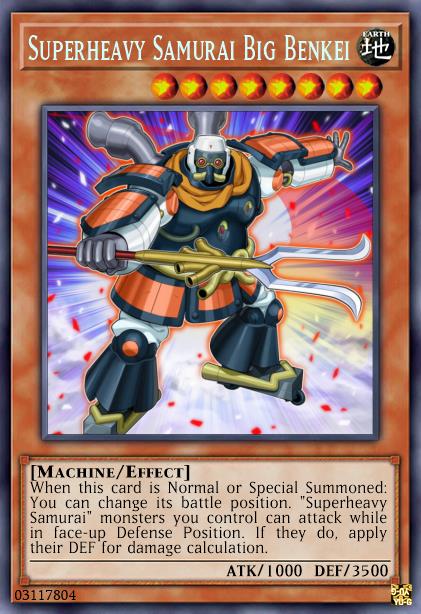 Superheavy Samurai Big Benkei
EARTH
地
[Machine/Effect]
When this card is Normal or Special Summoned:
You can change its battle position. "Superheavy
Samurai" monsters you control can attack while
in face-up Defense Position. If they do, apply
their DEF for damage calculation.
ATK/1000 DEF/3500
03117804